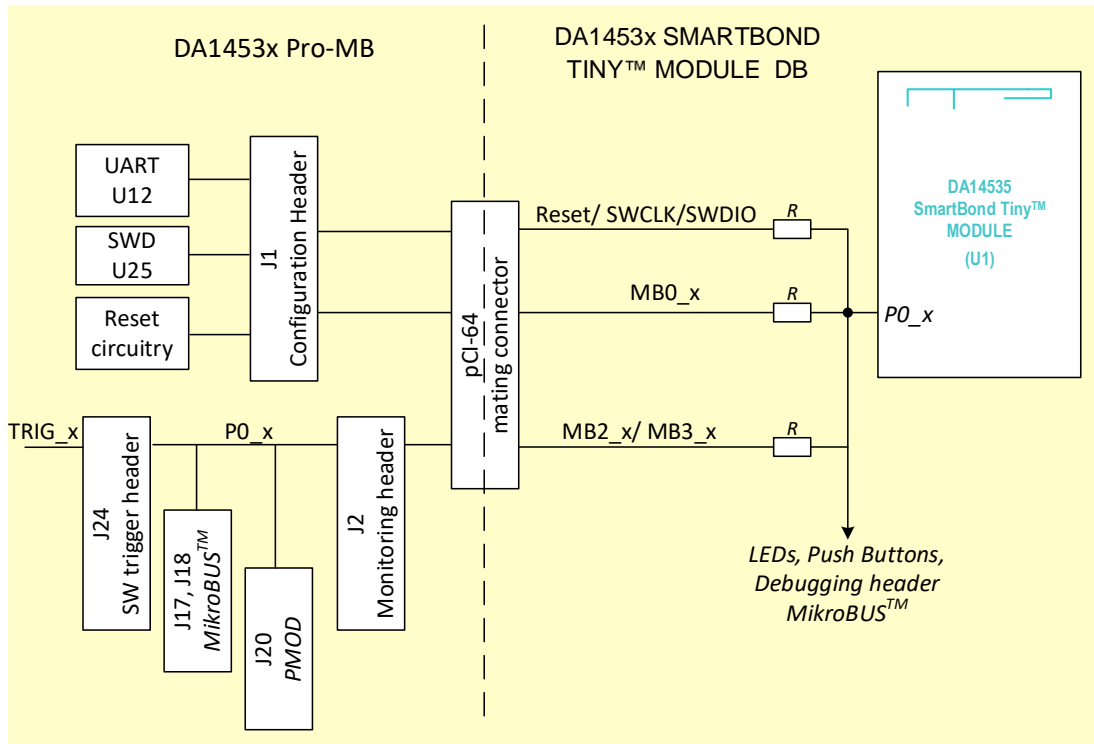 DA1453x Pro-MB
DA1453x SMARTBOND
TINY™ MODULE DB
UART
U12
SWD
U25
Reset
circuitry
J1
Configuration Header
pCI-64
mating connector
Reset/ SWCLK/SWDIO
R
MB0_x
R
MB2_x/ MB3_x
R
DA14535
SmartBond Tiny™
MODULE
(U1)
P0_x
TRIG_x
J24
SW trigger header
P0_x
J17, J18
MikroBUS™
J20
PMOD
J2
Monitoring header
LEDs, Push Buttons,
Debugging header
MikroBUS™